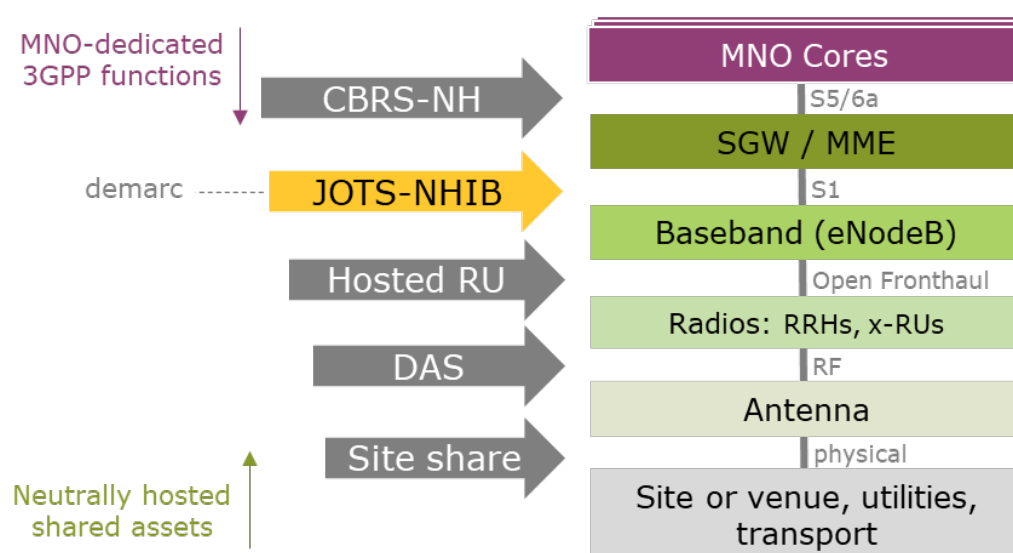 MNO-dedicated
3GPP functions
CBRS-NH
demarc
JOTS-NHIB
Hosted RU
DAS
Site share
Neutrally hosted
shared assets
MNO Cores
S5/6a
SGW / MME
S1
Baseband (eNodeB)
Open Fronthaul
Radios: RRHs, x-RUs
RF
Antenna
physical
Site or venue, utilities,
transport